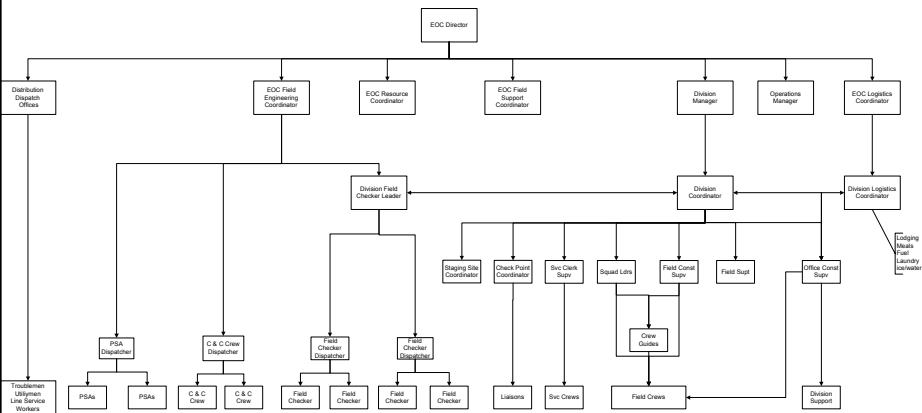 EOC Director
Distribution
Dispatch
Offices
EOC Field
Engineering
Coordinator
EOC Resource
Coordinator
EOC Field
Support
Coordinator
Division
Manager
Operations
Manager
EOC Logistics
Coordinator
Division Field
Checker Leader
Division
Coordinator
Division Logistics
Coordinator
Lodging
Meals
Fuel
Laundry
ice/water
Staging Site
Coordinator
Check Point
Coordinator
Svc Clerk
Supv
Squad Ldrs
Field Const
Supv
Field Supt
Office Const
Supv
PSA
Dispatcher
C & C Crew
Dispatcher
Field
Checker
Dispatcher
Field
Checker
Dispatcher
Crew
Guides
Troublemen
Utiliymen
Line Service
Workers
PSAs
PSAs
C & C
Crew
C & C
Crew
Field
Checker
Field
Checker
Field
Checker
Field
Checker
Liaisons
Svc Crews
Field Crews
Division
Support